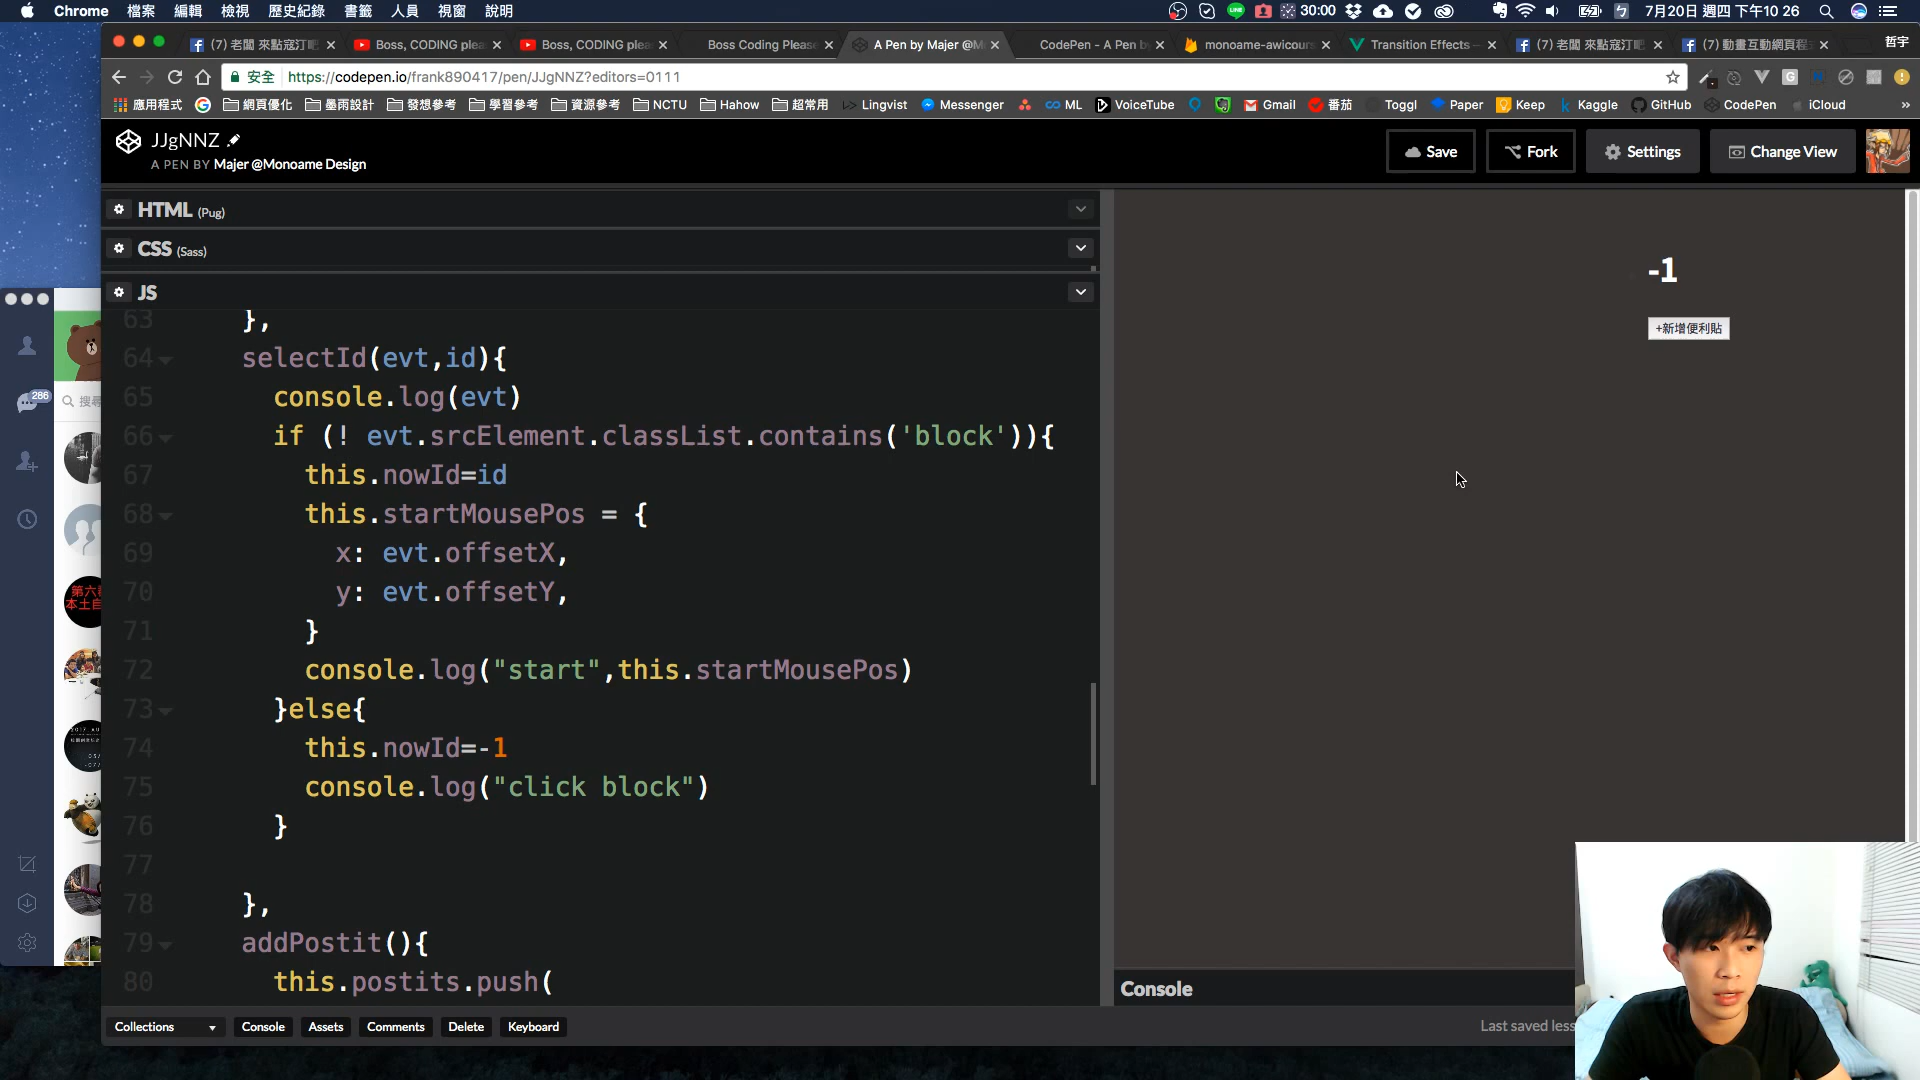 Chrome 檔案 編輯 檢視 歷史紀錄 書籤 人員 視窗 說明
30:00 7月20日 週四 下午10 26
(7) 老闆 來點寇汀吧
Boss, CODING plea
Boss, CODING plea
Boss Coding Please
A Pen by Majer @M
CodePen - A Pen by
monoame-awicours
Transition Effects
(7) 老闆 來點寇汀吧
(7) 動畫互動網頁程
哲宇
安全 https://codepen.io/frank890417/pen/JJgNNZ?editors=0111
應用程式 網頁優化 墨雨設計 發想參考 學習參考 資源參考 NCTU Hahow 超常用 Lingvist Messenger ML VoiceTube Gmail 番茄 Toggl Paper Keep Kaggle GitHub CodePen iCloud »
JJgNNZ
A PEN BY Majer @Monoame Design
Save Fork Settings Change View
HTML (Pug)
CSS (Sass)
JS
286
搜尋
第六
本土自
63 },
64 selectId(evt,id){
65 console.log(evt)
66 if (! evt.srcElement.classList.contains('block')){
67 this.nowId=id
68 this.startMousePos = {
69 x: evt.offsetX,
70 y: evt.offsetY,
71 }
72 console.log("start",this.startMousePos)
73 }else{
74 this.nowId=-1
75 console.log("click block")
76 }
77
78 },
79 addPostit(){
80 this.postits.push(
-1
+新增便利貼
Console
Collections Console Assets Comments Delete Keyboard
Last saved less